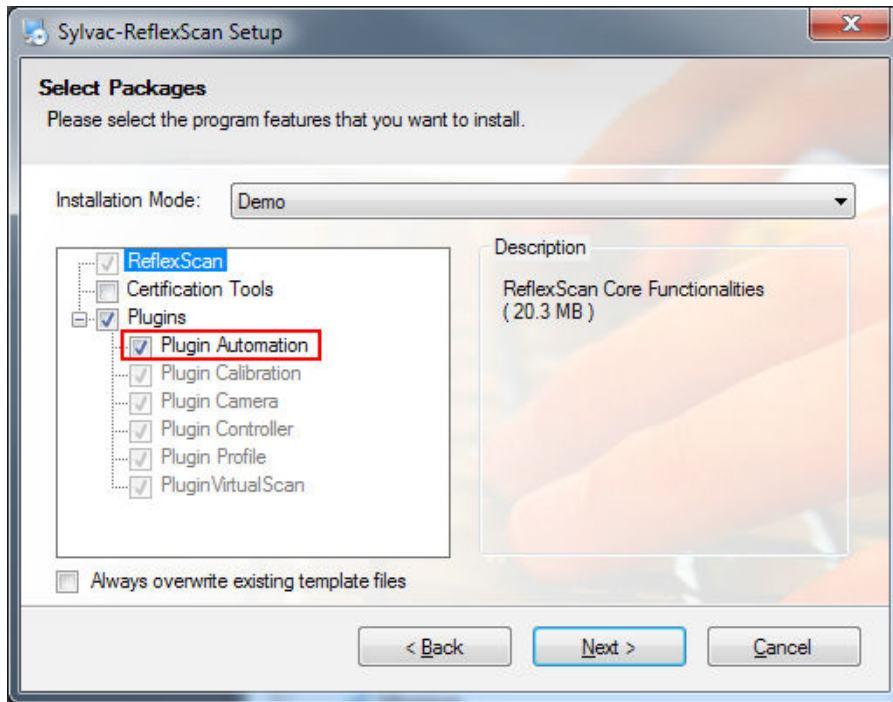 Sylvac-ReflexScan Setup
Select Packages
Please select the program features that you want to install.
Installation Mode: Demo
ReflexScan
Certification Tools
Plugins
Plugin Automation
Plugin Calibration
Plugin Camera
Plugin Controller
Plugin Profile
PluginVirtualScan
Description
ReflexScan Core Functionalities
( 20.3 MB )
Always overwrite existing template files
< Back Next > Cancel